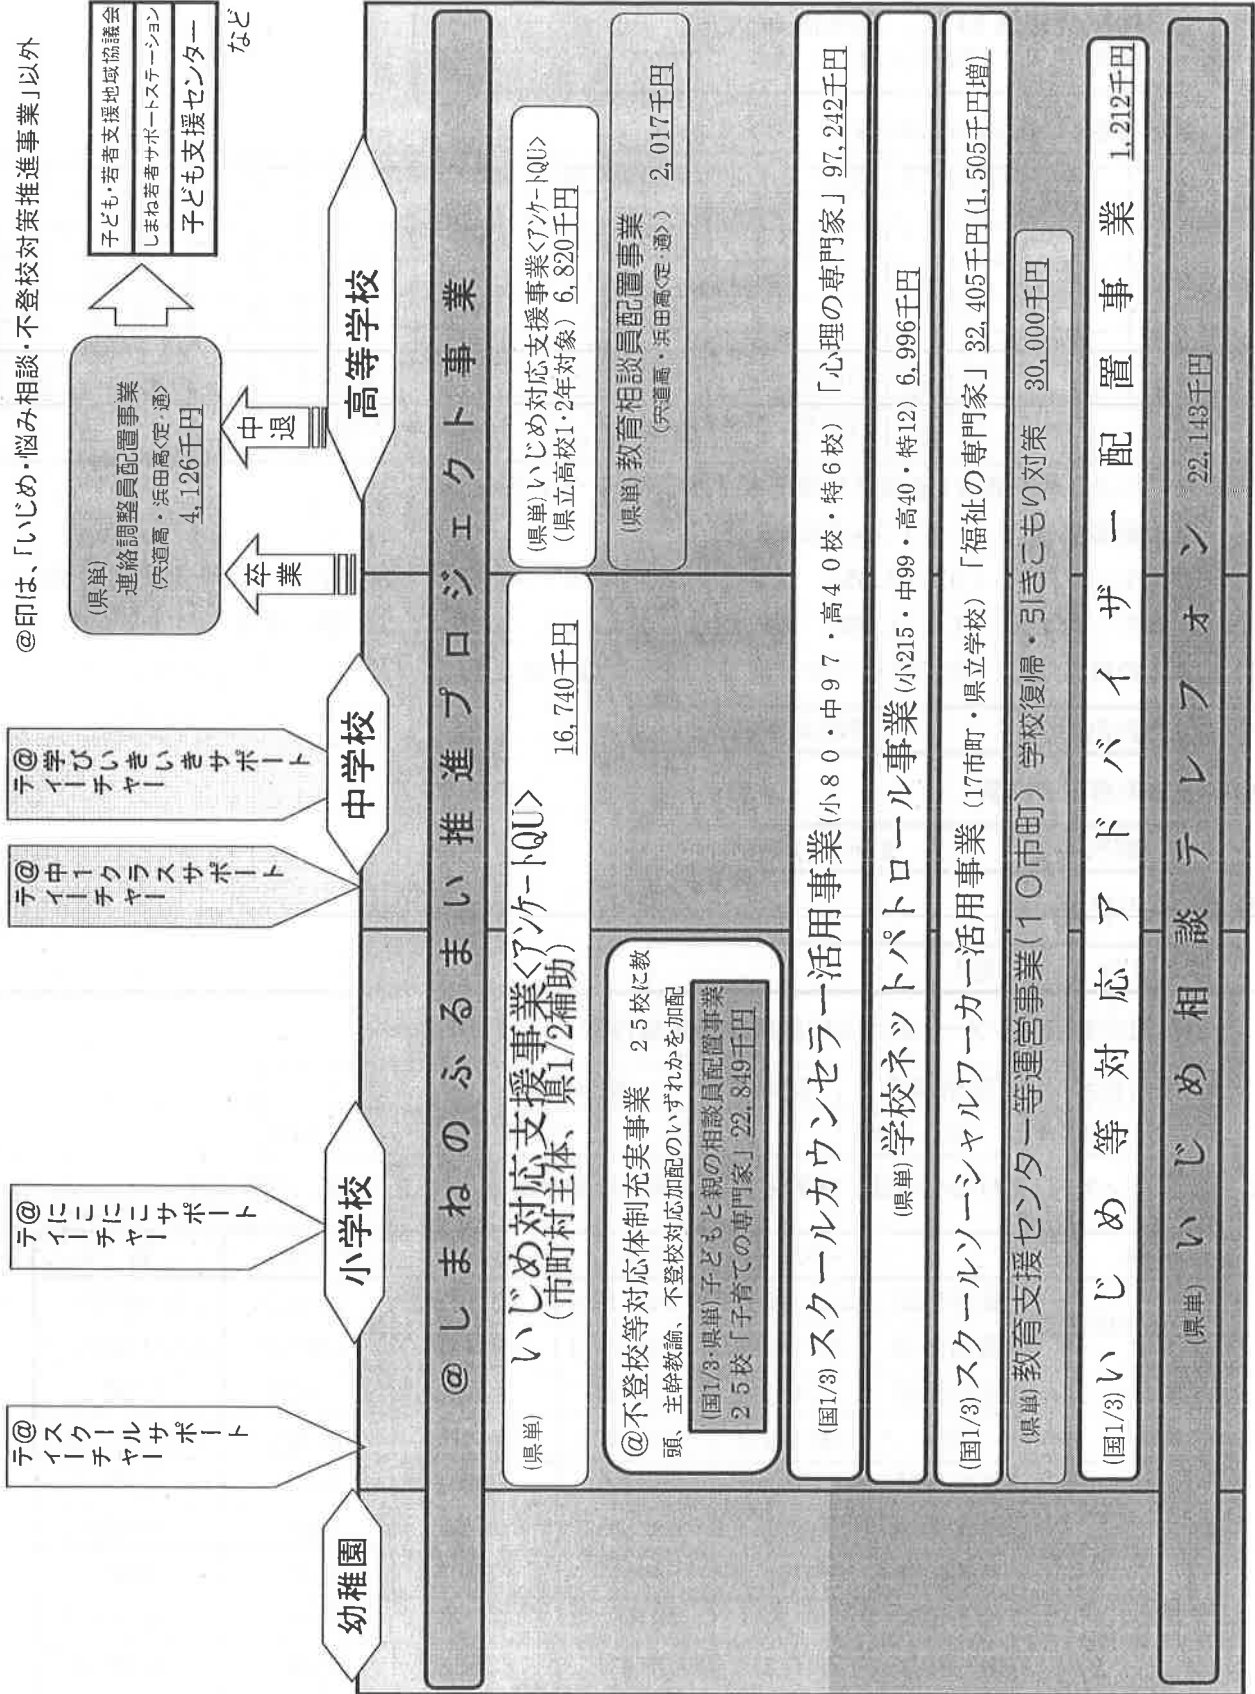 @印は、「いじめ・悩み相談・不登校対策推進事業」以外
子ども・若者支援地域協議会
しまね若者サポートステーション
子ども支援センター
など
(県単)
連絡調整員配置事業
(宍道高・浜田高<定・通>
4,126千円
卒業
中退
@スクールサポート
ティーチャー
@にこにこサポート
ティーチャー
@中1クラスサポート
ティーチャー
@学びいきいきサポート
ティーチャー
幼稚園
小学校
中学校
高等学校
@しまねのふるまい推進プロジェクト事業
(県単) いじめ対応支援事業<アンケートQU>
(市町村主体、県1/2補助) 16,740千円
(県単)いじめ対応支援事業<アンケートQU>
(県立高校1・2年対象) 6,820千円
@不登校等対応体制充実事業 25校に教
頭、主幹教諭、不登校対応加配のいずれかを加配
(国1/3・県単)子どもと親の相談員配置事業
25校「子育ての専門家」22,849千円
(県単)教育相談員配置事業
(宍道高・浜田高<定・通>) 2,017千円
(国1/3)スクールカウンセラー活用事業(小80・中97・高40校・特6校)「心理の専門家」97,242千円
(県単)学校ネットパトロール事業(小215・中99・高40・特12) 6,996千円
(国1/3)スクールソーシャルワーカー活用事業(17市町・県立学校)「福祉の専門家」32,405千円(1,505千円増)
(県単)教育支援センター等運営事業(10市町)学校復帰・引きこもり対策 30,000千円
(国1/3)いじめ等対応アドバイザー配置事業 1,212千円
(県単) いじめ相談テレフォン 22,143千円